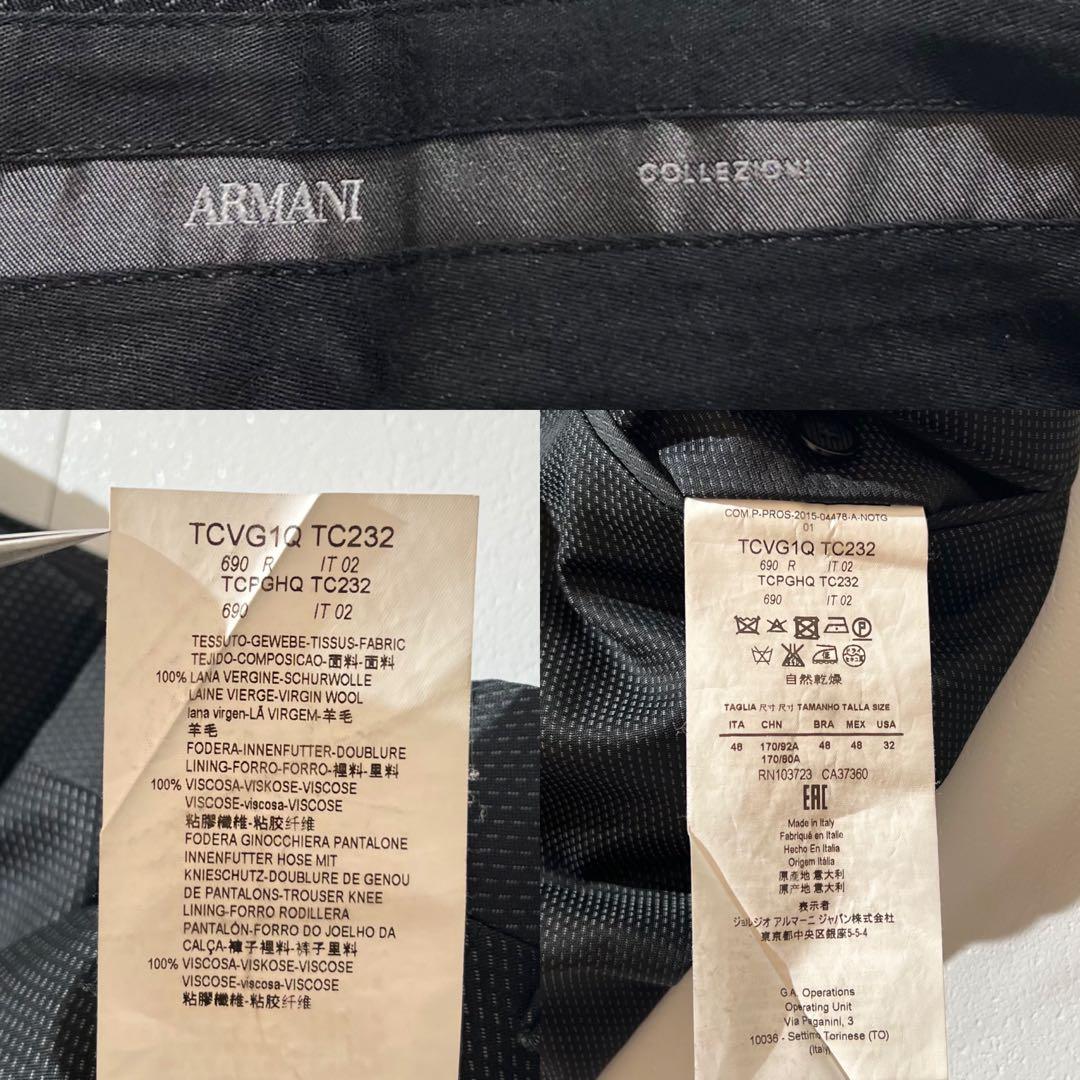 ARMANI COLLEZIONI
TCVG1Q TC232
690 R IT 02
TCPGHQ TC232
690 IT 02
TESSUTO-GEWEBE-TISSUS-FABRIC
TEJIDO-COMPOSICAO-面料-面料
100% LANA VERGINE-SCHURWOLLE
LAINE VIERGE-VIRGIN WOOL
lana virgen-LÃ VIRGEM-羊毛
羊毛
FODERA-INNENFUTTER-DOUBLURE
LINING-FORRO-FORRO-裡料-里料
100% VISCOSA-VISKOSE-VISCOSE
VISCOSE-viscosa-VISCOSE
粘膠纖維-粘胶纤维
FODERA GINOCCHIERA PANTALONE
INNENFUTTER HOSE MIT
KNIESCHUTZ-DOUBLURE DE GENOU
DE PANTALONS-TROUSER KNEE
LINING-FORRO RODILLERA
PANTALÓN-FORRO DO JOELHO DA
CALÇA-褲子裡料-裤子里料
100% VISCOSA-VISKOSE-VISCOSE
VISCOSE-viscosa-VISCOSE
粘膠纖維-粘胶纤维
COM.P-PROS-2015-04478-A-NOTG
01
TCVG1Q TC232
690 R IT 02
TCPGHQ TC232
690 IT 02
自然乾燥
TAGLIA 尺寸 尺寸 TAMANHO TALLA SIZE
ITA CHN BRA MEX USA
48 170/92A 48 48 32
170/80A
RN103723 CA37360
EAC
Made in Italy
Fabriqué en Italie
Hecho En Italia
Origem Itália
原產地 意大利
原产地 意大利
表示者
ジョルジオ アルマーニ ジャパン株式会社
東京都中央区銀座5-5-4
G.A. Operations
Operating Unit
Via Paganini, 3
10036 - Settimo Torinese (TO)
(Italy)